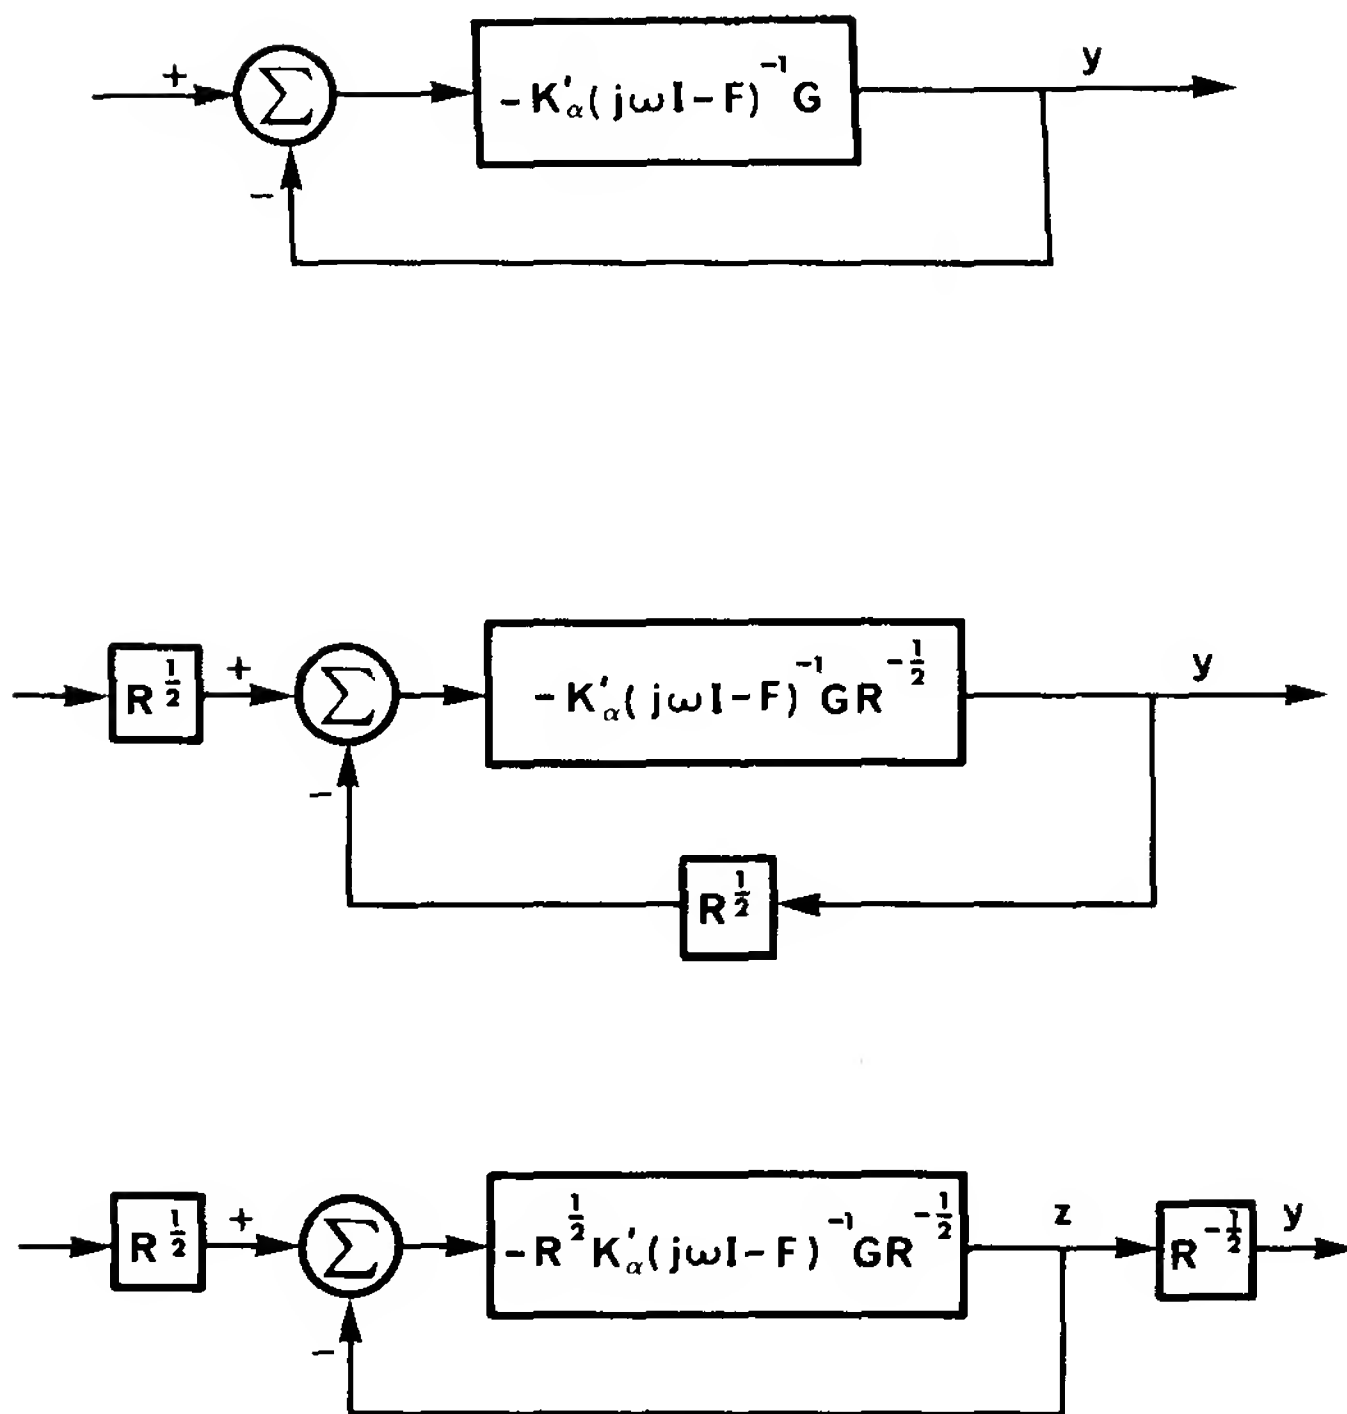 y
+ Σ -K'α(jωI-F)⁻¹G
-
y
R^½ + Σ -K'α(jωI-F)⁻¹GR^-½
-
R^½
z y
R^½ + Σ -R^½K'α(jωI-F)⁻¹GR^-½ R^-½
-